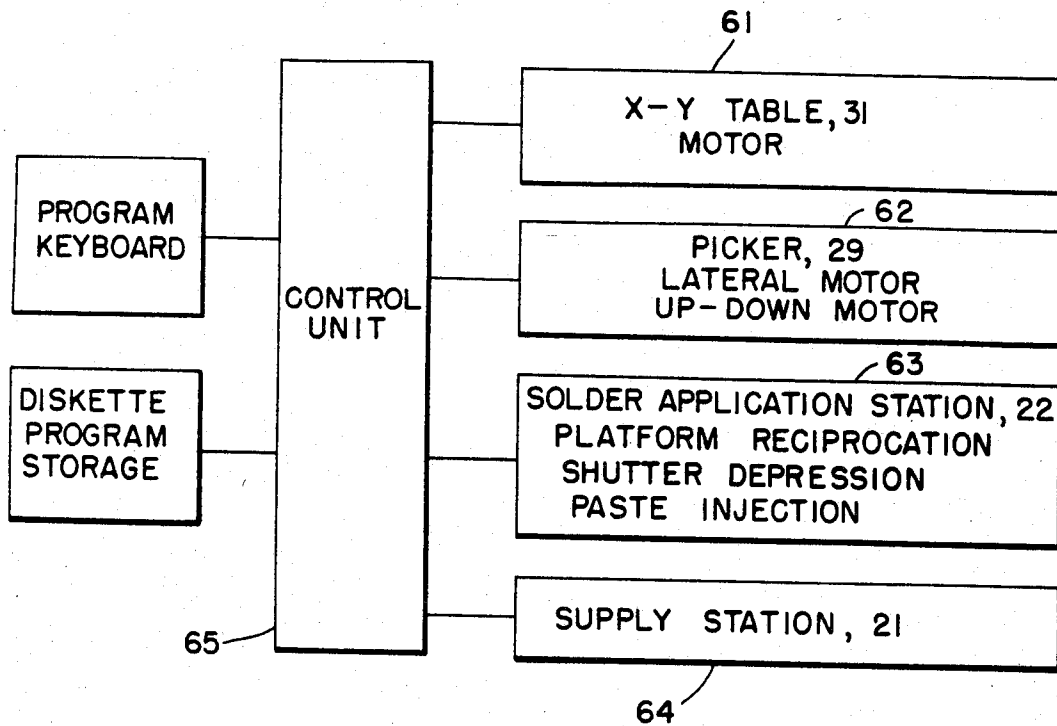 61
X-Y TABLE, 31
MOTOR
PROGRAM
KEYBOARD
62
PICKER, 29
LATERAL MOTOR
UP-DOWN MOTOR
CONTROL
UNIT
63
DISKETTE
PROGRAM
STORAGE
SOLDER APPLICATION STATION, 22
PLATFORM RECIPROCATION
SHUTTER DEPRESSION
PASTE INJECTION
65
SUPPLY STATION, 21
64